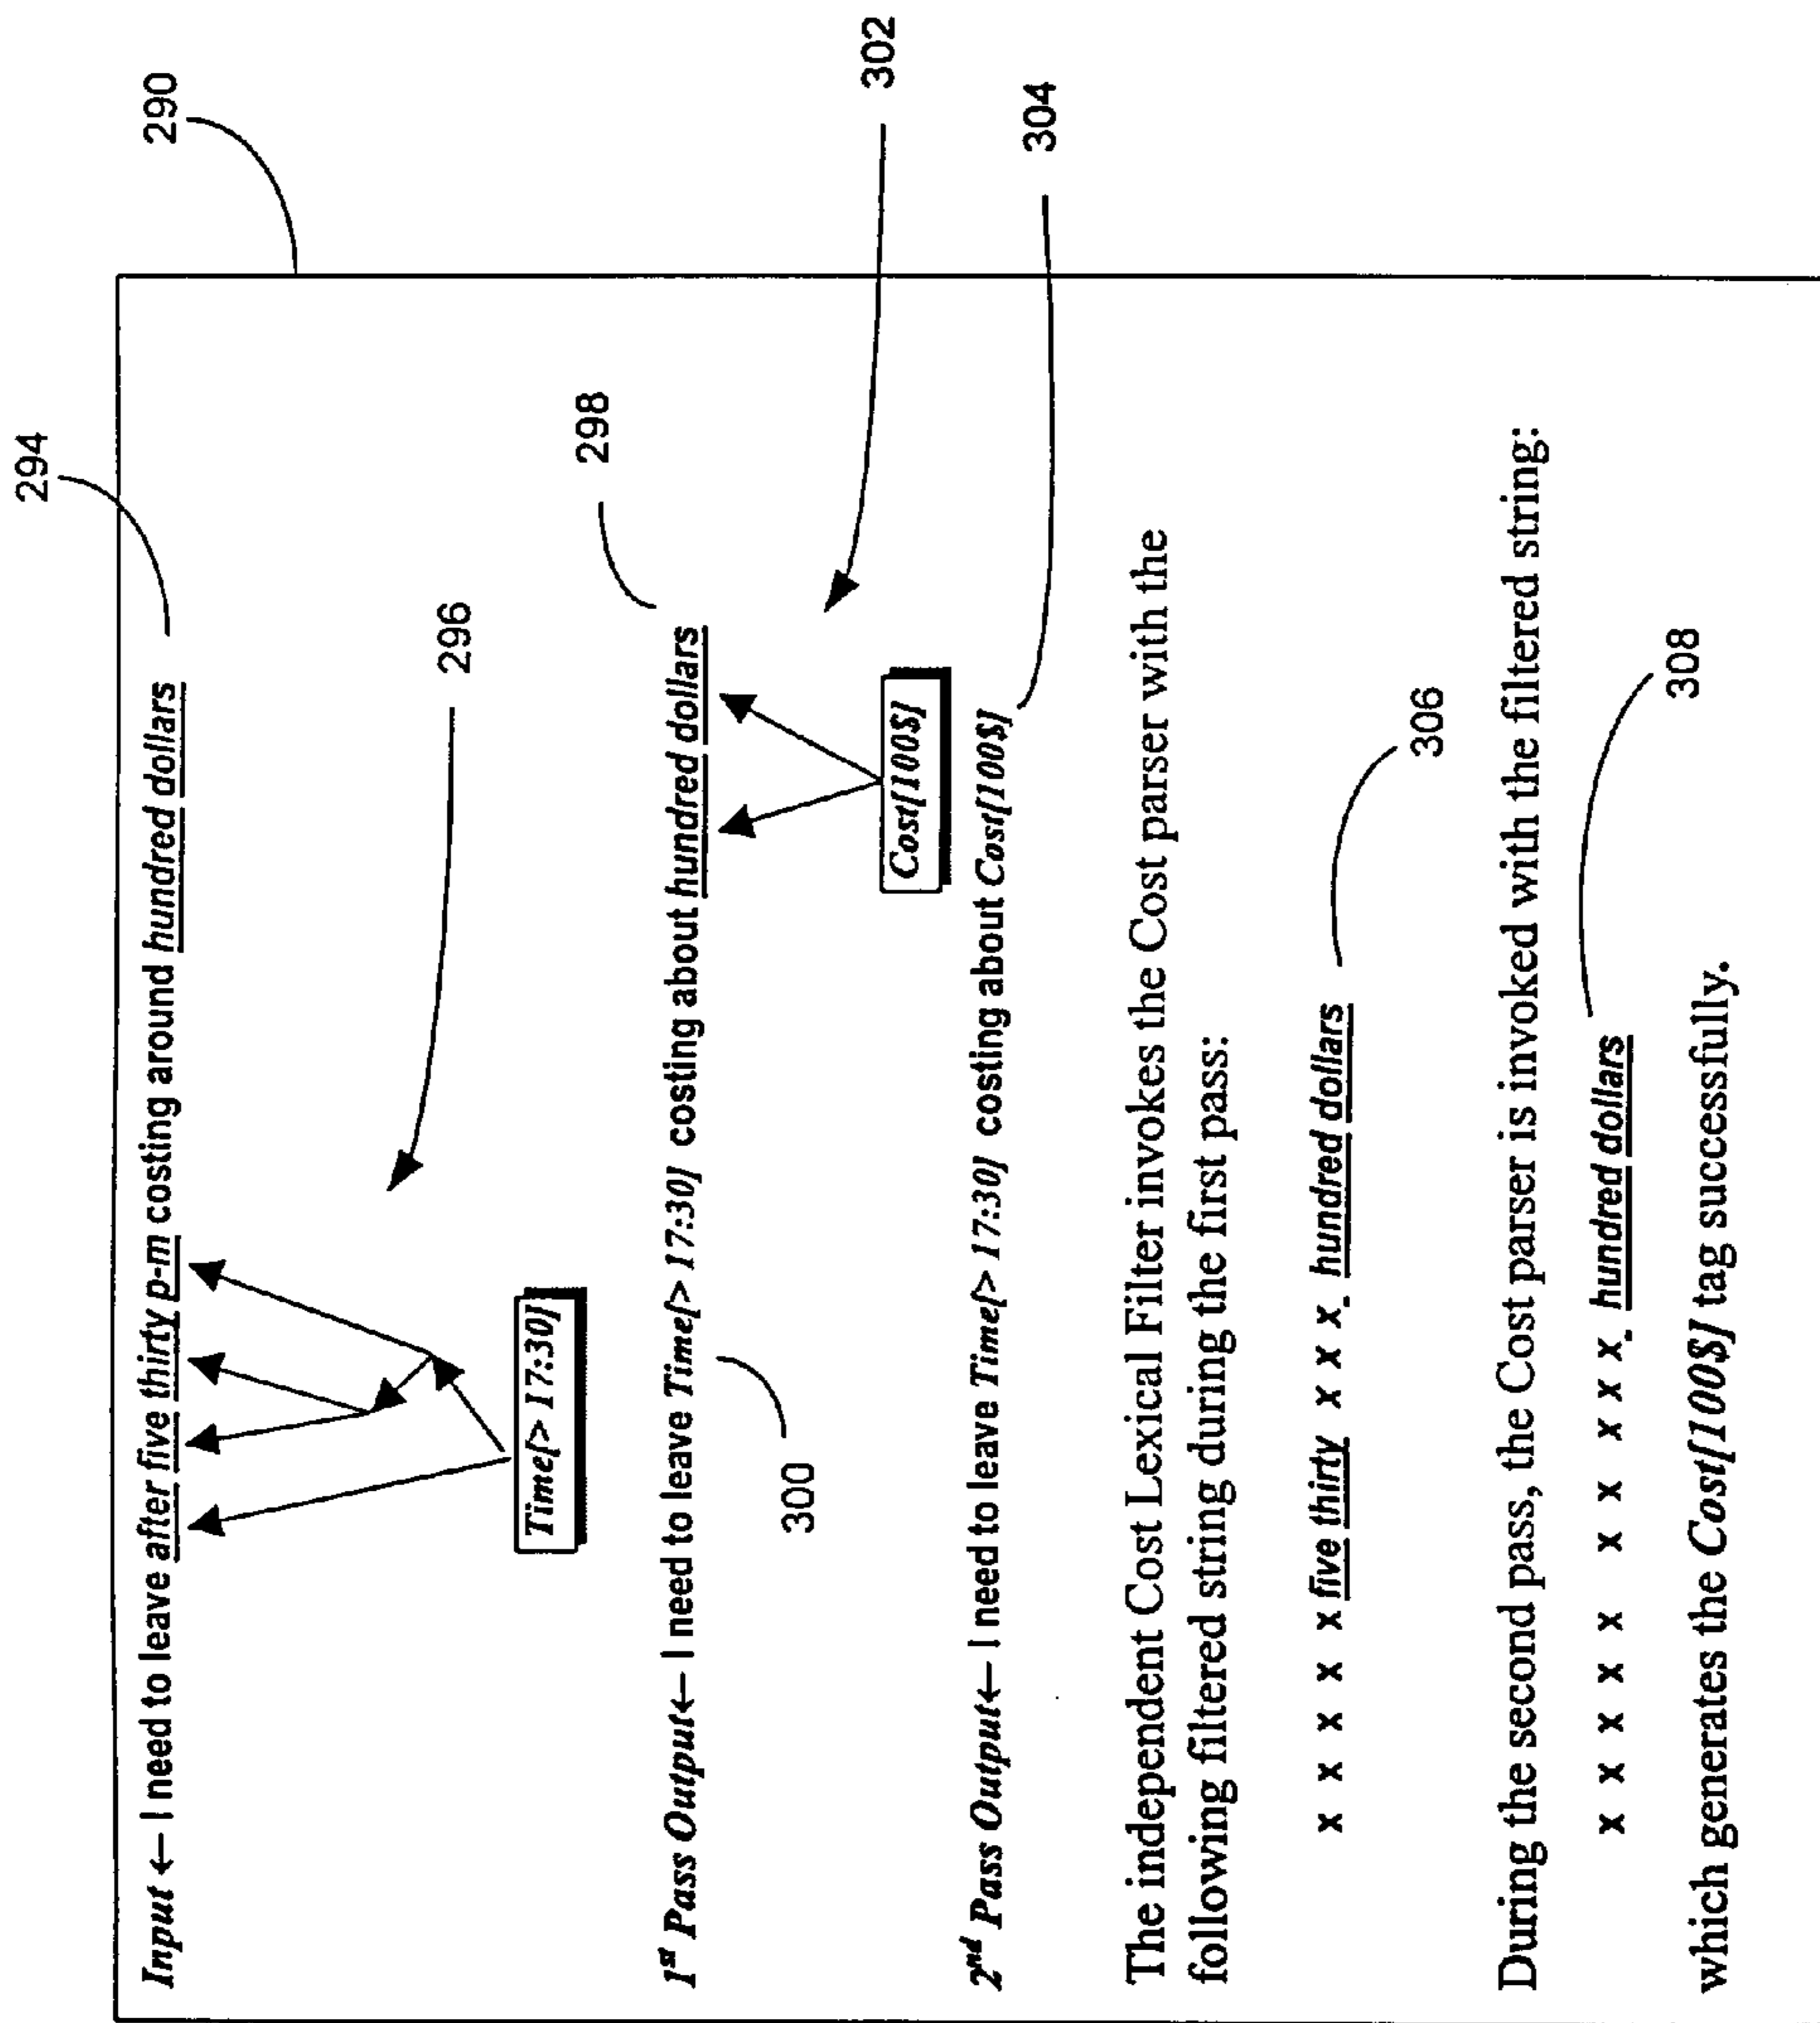 290
294
Input ← I need to leave after five thirty p-m costing around hundred dollars
296
Time[> 17:30]
298
1st Pass Output← I need to leave Time[> 17:30] costing about hundred dollars
300
302
Cost[100$]
2nd Pass Output← I need to leave Time[> 17:30] costing about Cost[100$]
304
The independent Cost Lexical Filter invokes the Cost parser with the
following filtered string during the first pass:
x x x x x five thirty x x x hundred dollars
306
During the second pass, the Cost parser is invoked with the filtered string:
x x x x x x x x x x hundred dollars
308
which generates the Cost[100$] tag successfully.